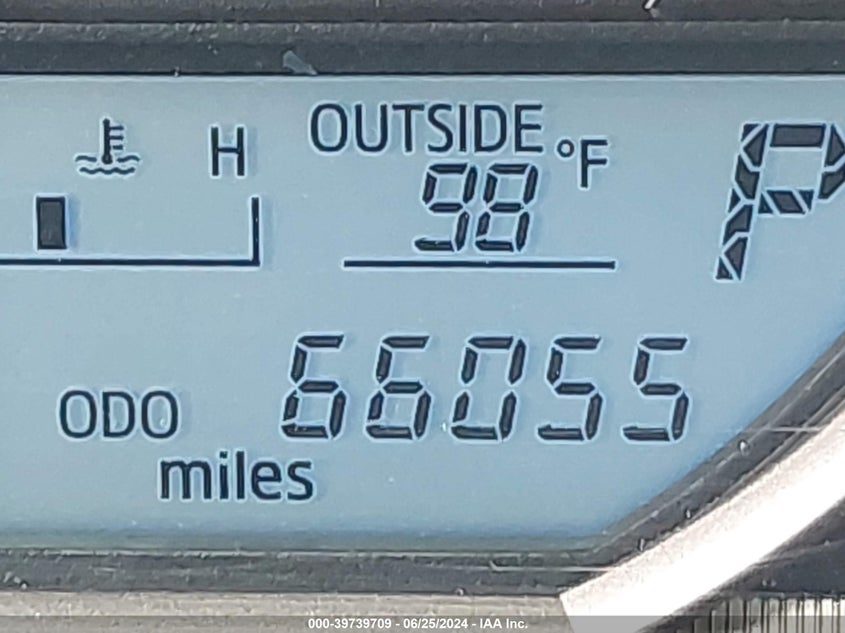 H OUTSIDE °F
98
P
ODO 66055
miles
000-39739709 - 06/25/2024 - IAA Inc.